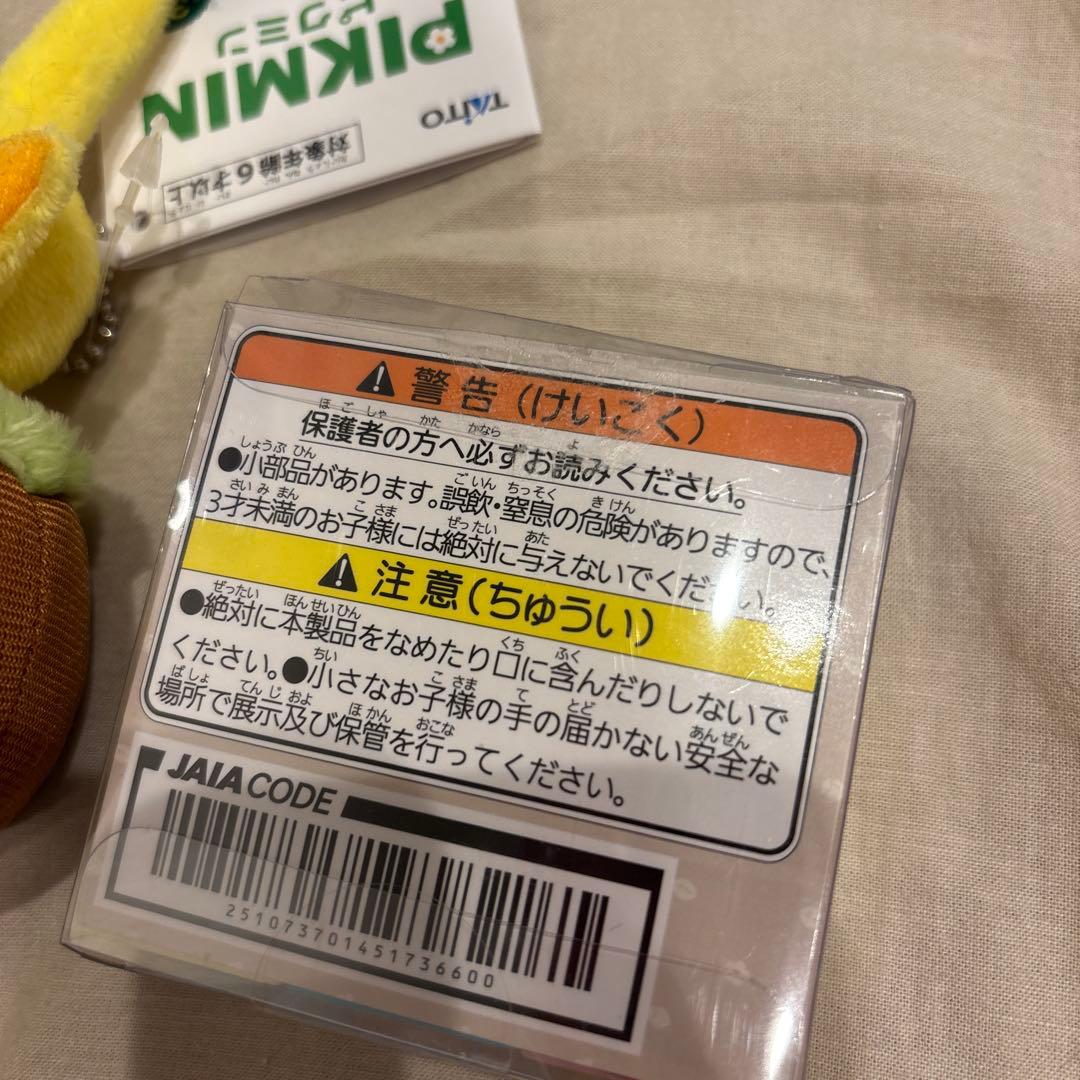 PIKMIN
ピクミン
TAITO
対象年齢6才以上
警告(けいこく)
保護者の方へ必ずお読みください。
●小部品があります。誤飲・窒息の危険がありますので、
3才未満のお子様には絶対に与えないでください。
注意(ちゅうい)
●絶対に本製品をなめたり口に含んだりしないで
ください。●小さなお子様の手の届かない安全な
場所で展示及び保管を行ってください。
JAIA CODE
251073701451736600